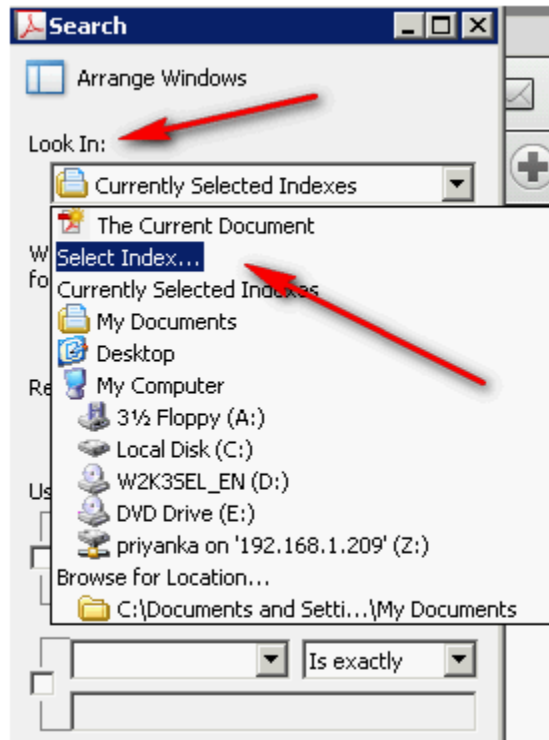 Search
Arrange Windows
Look In:
Currently Selected Indexes
The Current Document
Select Index...
Currently Selected Indexes
My Documents
Desktop
My Computer
3½ Floppy (A:)
Local Disk (C:)
W2K3SEL_EN (D:)
DVD Drive (E:)
priyanka on '192.168.1.209' (Z:)
Browse for Location...
C:\Documents and Setti...\My Documents
Is exactly